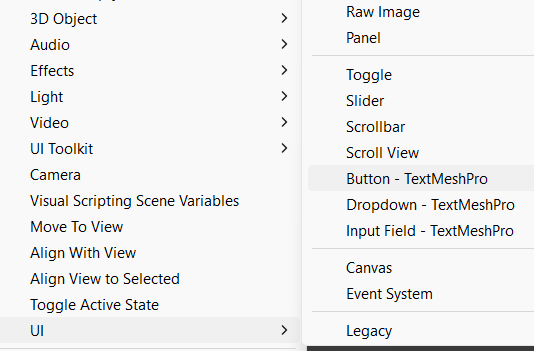 3D Object
Audio
Effects
Light
Video
UI Toolkit
Camera
Visual Scripting Scene Variables
Move To View
Align With View
Align View to Selected
Toggle Active State
UI
Raw Image
Panel
Toggle
Slider
Scrollbar
Scroll View
Button - TextMeshPro
Dropdown - TextMeshPro
Input Field - TextMeshPro
Canvas
Event System
Legacy